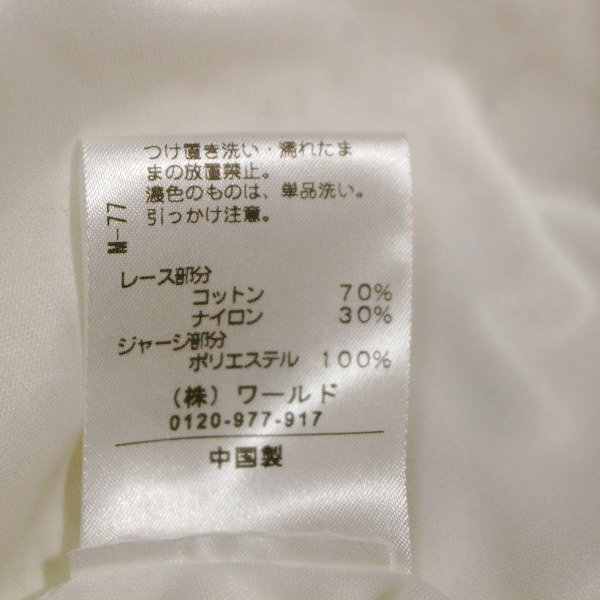 つけ置き洗い・濡れたま
まの放置禁止。
濃色のものは、単品洗い。
引っかけ注意。
M-77
レース部分
コットン 70%
ナイロン 30%
ジャージ部分
ポリエステル 100%
（株）ワールド
0120-977-917
中国製